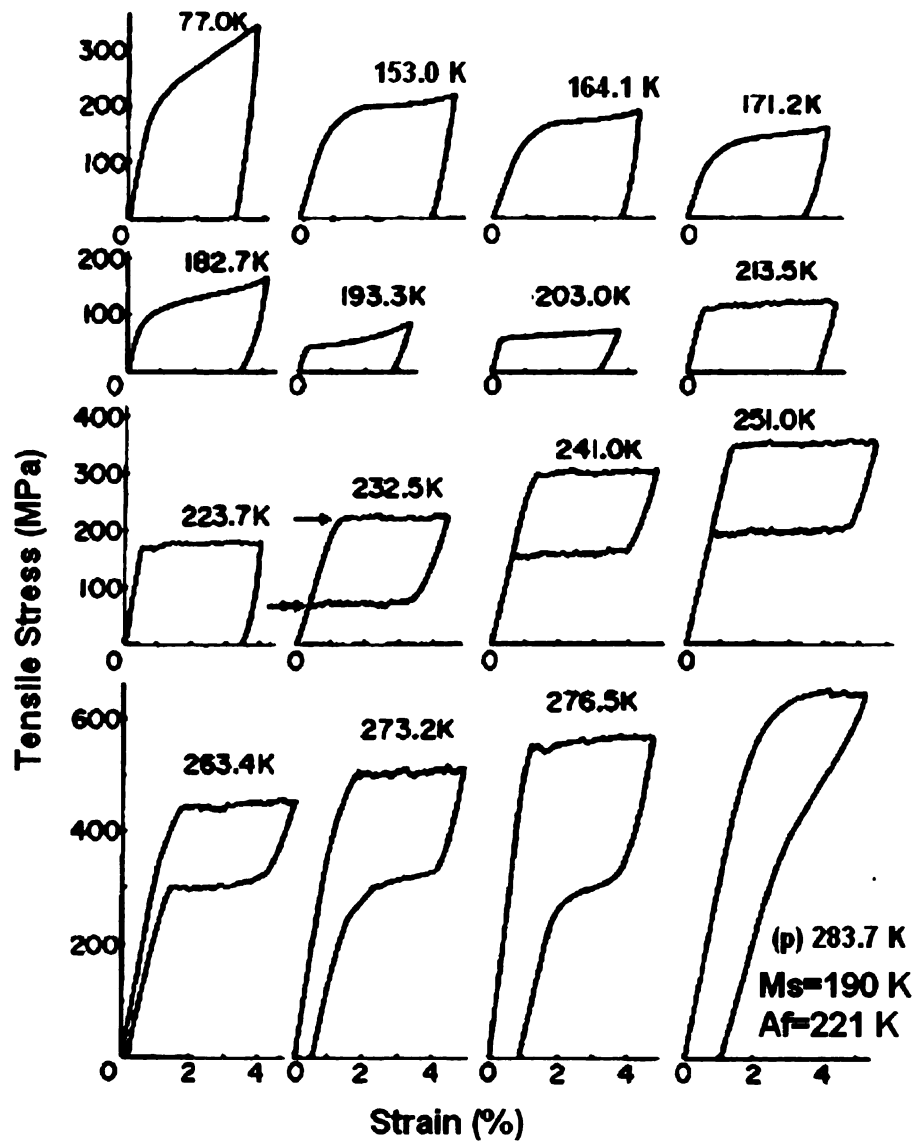 77.0K
300
200
100
0
153.0 K
0
164.1 K
0
171.2K
0
200
100
0
182.7K
193.3K
0
203.0K
0
213.5K
0
400
300
200
100
0
223.7K
232.5K
0
241.0K
0
251.0K
0
600
400
200
0
263.4K
0 2 4
273.2K
0 2 4
276.5K
0 2 4
(p) 283.7 K
Ms=190 K
Af=221 K
0 2 4
Tensile Stress (MPa)
Strain (%)